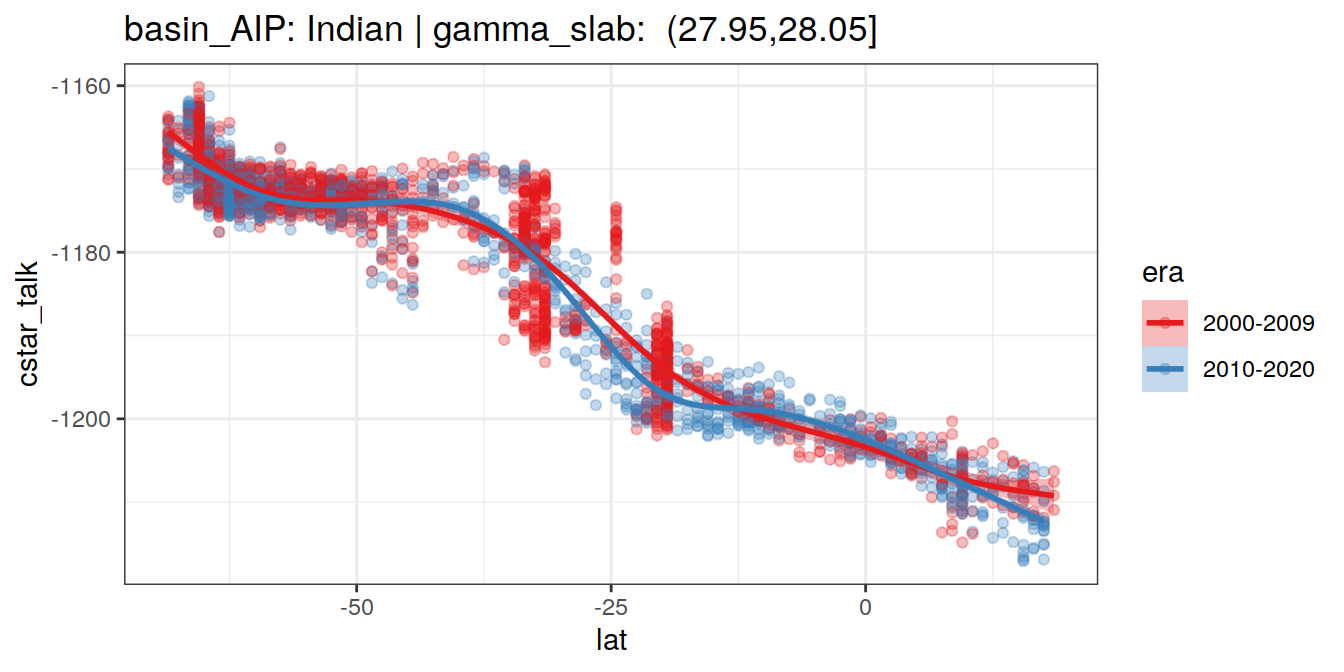 basin_AIP: Indian | gamma_slab:  (27.95,28.05]
-1160
-1180
-1200
cstar_talk
-50
-25
0
lat
era
2000-2009
2010-2020